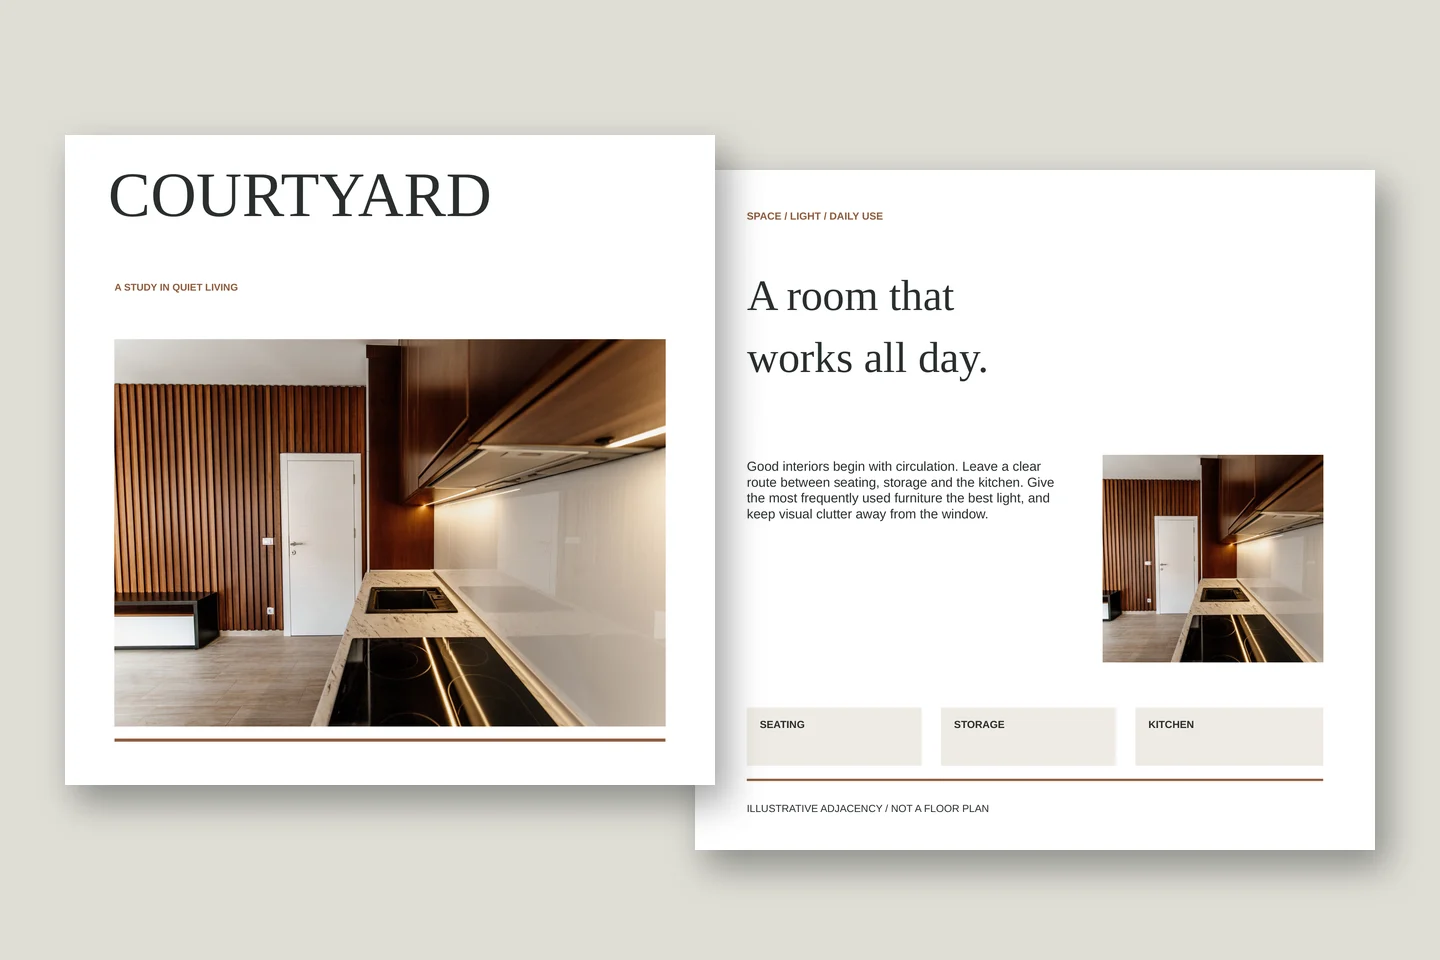 COURTYARD
A STUDY IN QUIET LIVING
SPACE / LIGHT / DAILY USE
A room that
works all day.
Good interiors begin with circulation. Leave a clear
route between seating, storage and the kitchen. Give
the most frequently used furniture the best light, and
keep visual clutter away from the window.
SEATING
STORAGE
KITCHEN
ILLUSTRATIVE ADJACENCY / NOT A FLOOR PLAN